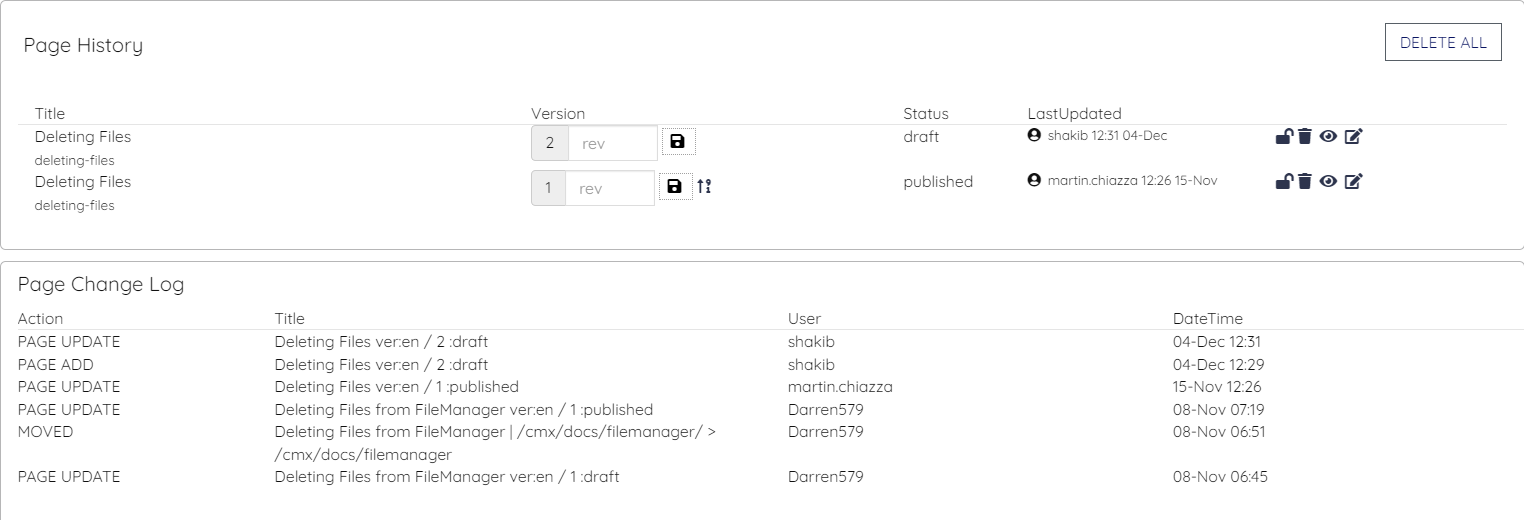 Page History
DELETE ALL
Title Version Status LastUpdated
Deleting Files 2 rev draft shakib 12:31 04-Dec
deleting-files
Deleting Files 1 rev published martin.chiazza 12:26 15-Nov
deleting-files
Page Change Log
Action Title User DateTime
PAGE UPDATE Deleting Files ver:en / 2 :draft shakib 04-Dec 12:31
PAGE ADD Deleting Files ver:en / 2 :draft shakib 04-Dec 12:29
PAGE UPDATE Deleting Files ver:en / 1 :published martin.chiazza 15-Nov 12:26
PAGE UPDATE Deleting Files from FileManager ver:en / 1 :published Darren579 08-Nov 07:19
MOVED Deleting Files from FileManager | /cmx/docs/filemanager/ > Darren579 08-Nov 06:51
/cmx/docs/filemanager
PAGE UPDATE Deleting Files from FileManager ver:en / 1 :draft Darren579 08-Nov 06:45